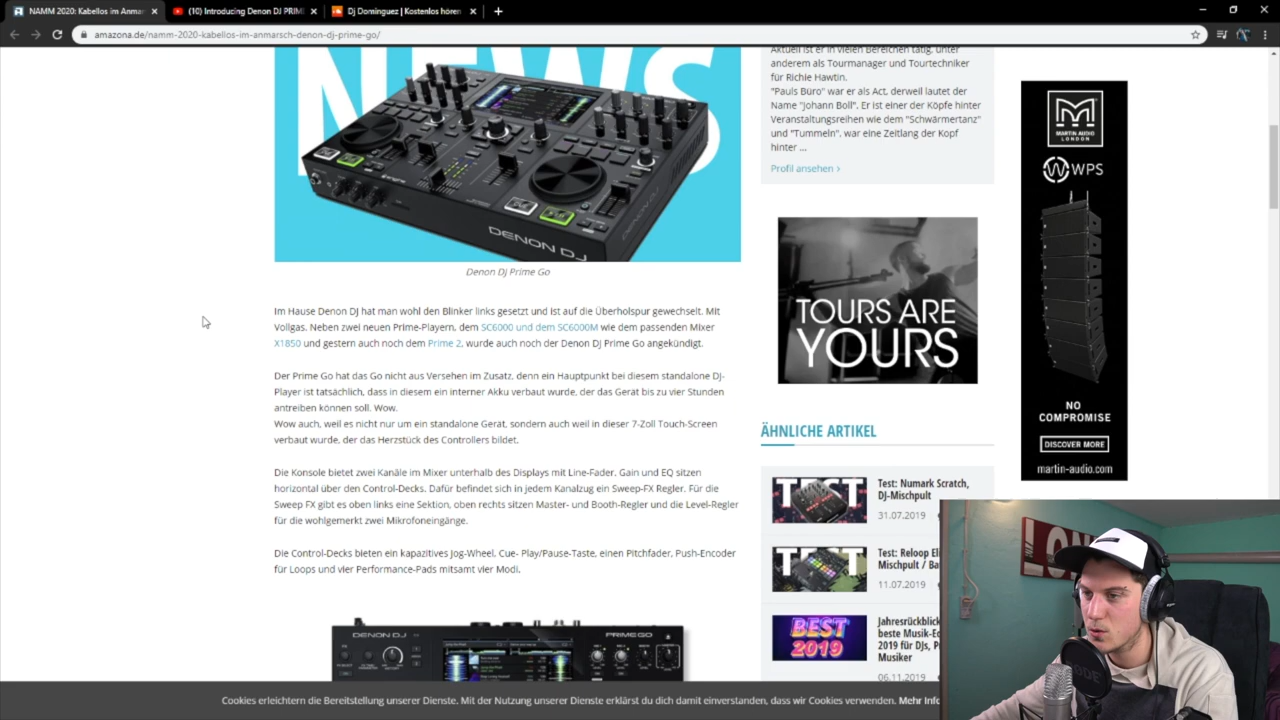 NAMM 2020: Kabellos im Anmar
(10) Introducing Denon DJ PRIM
Dj Dominguez | Kostenlos hören
amazona.de/namm-2020-kabellos-im-anmarsch-denon-dj-prime-go/
NEWS
DENON DJ
Denon DJ Prime Go
Im Hause Denon DJ hat man wohl den Blinker links gesetzt und ist auf die Überholspur gewechselt. Mit
Vollgas. Neben zwei neuen Prime-Playern, dem SC6000 und dem SC6000M wie dem passenden Mixer
X1850 und gestern auch noch dem Prime 2, wurde auch noch der Denon DJ Prime Go angekündigt.
Der Prime Go hat das Go nicht aus Versehen im Zusatz, denn ein Hauptpunkt bei diesem standalone DJ-
Player ist tatsächlich, dass in diesem ein interner Akku verbaut wurde, der das Gerät bis zu vier Stunden
antreiben können soll. Wow.
Wow auch, weil es nicht nur um ein standalone Gerät, sondern auch weil in dieser 7-Zoll Touch-Screen
verbaut wurde, der das Herzstück des Controllers bildet.
Die Konsole bietet zwei Kanäle im Mixer unterhalb des Displays mit Line-Fader. Gain und EQ sitzen
horizontal über den Control-Decks. Dafür befindet sich in jedem Kanalzug ein Sweep-FX Regler. Für die
Sweep FX gibt es oben links eine Sektion, oben rechts sitzen Master- und Booth-Regler und die Level-Regler
für die wohlgemerkt zwei Mikrofoneingänge.
Die Control-Decks bieten ein kapazitives Jog-Wheel, Cue- Play/Pause-Taste, einen Pitchfader, Push-Encoder
für Loops und vier Performance-Pads mitsamt vier Modi.
DENON DJ
PRIME GO
Aktuell ist er in vielen Bereichen tätig, unter
anderem als Tourmanager und Tourtechniker
für Richie Hawtin.
"Pauls Büro" war er als Act, derweil lautet der
Name "Johann Boll". Er ist einer der Köpfe hinter
Veranstaltungsreihen wie dem "Schwärmertanz"
und "Tummeln", war eine Zeitlang der Kopf
hinter ...
Profil ansehen >
TOURS ARE
YOURS
ÄHNLICHE ARTIKEL
TEST
Test: Numark Scratch,
DJ-Mischpult
31.07.2019
TEST
Test: Reloop El
Mischpult / Ba
11.07.2019
BEST
2019
Jahresrückblick
beste Musik-Eq
2019 für DJs, P
Musiker
06.11.2019
MARTIN AUDIO
LONDON
WPS
NO
COMPROMISE
DISCOVER MORE
martin-audio.com
Cookies erleichtern die Bereitstellung unserer Dienste. Mit der Nutzung unserer Dienste erklärst du dich damit einverstanden, dass wir Cookies verwenden. Mehr Info
LON